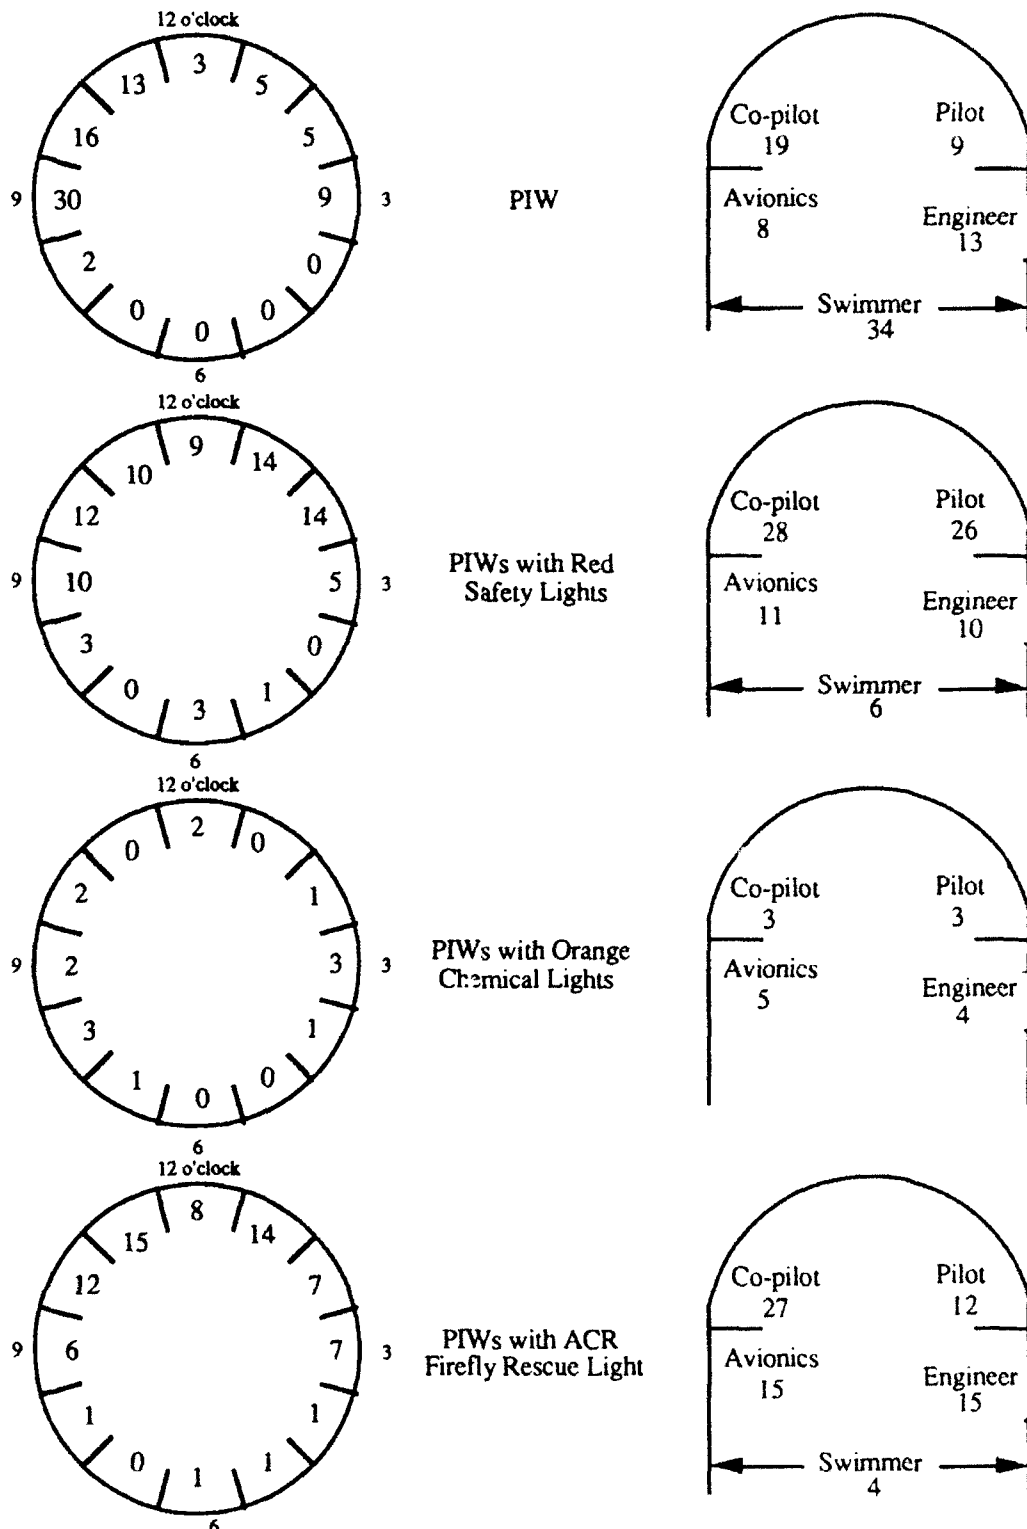 12 o'clock
3
13
5
16
5
9
30
9
3
2
0
0
0
0
6
PIW
Co-pilot
19
Pilot
9
Avionics
8
Engineer
13
Swimmer
34
12 o'clock
9
10
14
12
14
9
10
5
3
3
0
0
1
3
6
PIWs with Red
Safety Lights
Co-pilot
28
Pilot
26
Avionics
11
Engineer
10
Swimmer
6
12 o'clock
2
0
0
2
1
9
2
3
3
3
1
1
0
0
6
PIWs with Orange
Chemical Lights
Co-pilot
3
Pilot
3
Avionics
5
Engineer
4
12 o'clock
8
15
14
12
7
9
6
7
3
1
1
0
1
1
6
PIWs with ACR
Firefly Rescue Light
Co-pilot
27
Pilot
12
Avionics
15
Engineer
15
Swimmer
4